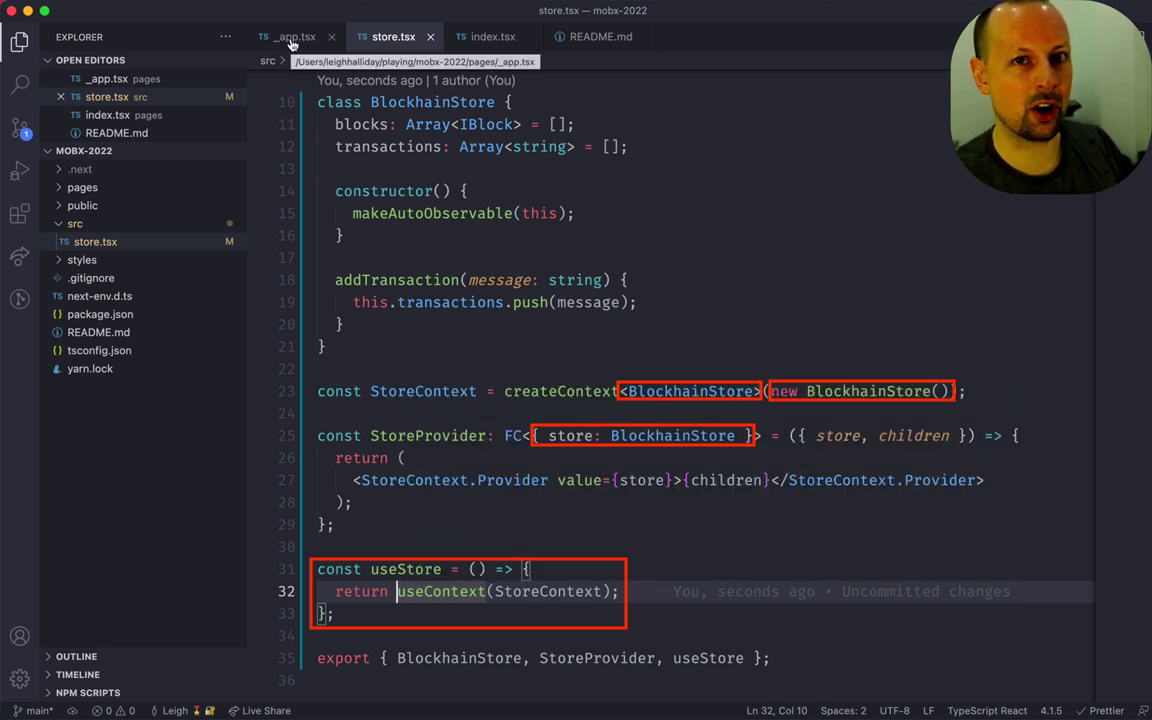 store.tsx — mobx-2022
EXPLORER
_app.tsx
store.tsx
index.tsx
README.md
src
/Users/leighhalliday/playing/mobx-2022/pages/_app.tsx
OPEN EDITORS
_app.tsx pages
store.tsx src M
index.tsx pages
README.md
MOBX-2022
.next
pages
public
src
store.tsx M
styles
.gitignore
next-env.d.ts
package.json
README.md
tsconfig.json
yarn.lock
OUTLINE
TIMELINE
NPM SCRIPTS
You, seconds ago | 1 author (You)
10 class BlockhainStore {
11 blocks: Array<IBlock> = [];
12 transactions: Array<string> = [];
13
14 constructor() {
15 makeAutoObservable(this);
16 }
17
18 addTransaction(message: string) {
19 this.transactions.push(message);
20 }
21 }
22
23 const StoreContext = createContext<BlockhainStore>(new BlockhainStore());
24
25 const StoreProvider: FC<{ store: BlockhainStore }> = ({ store, children }) => {
26 return (
27 <StoreContext.Provider value={store}>{children}</StoreContext.Provider>
28 );
29 };
30
31 const useStore = () => {
32 return useContext(StoreContext); You, seconds ago • Uncommitted changes
33 };
34
35 export { BlockhainStore, StoreProvider, useStore };
36
main* 0 0 Leigh Live Share Ln 32, Col 10 Spaces: 2 UTF-8 LF TypeScript React 4.1.5 Prettier